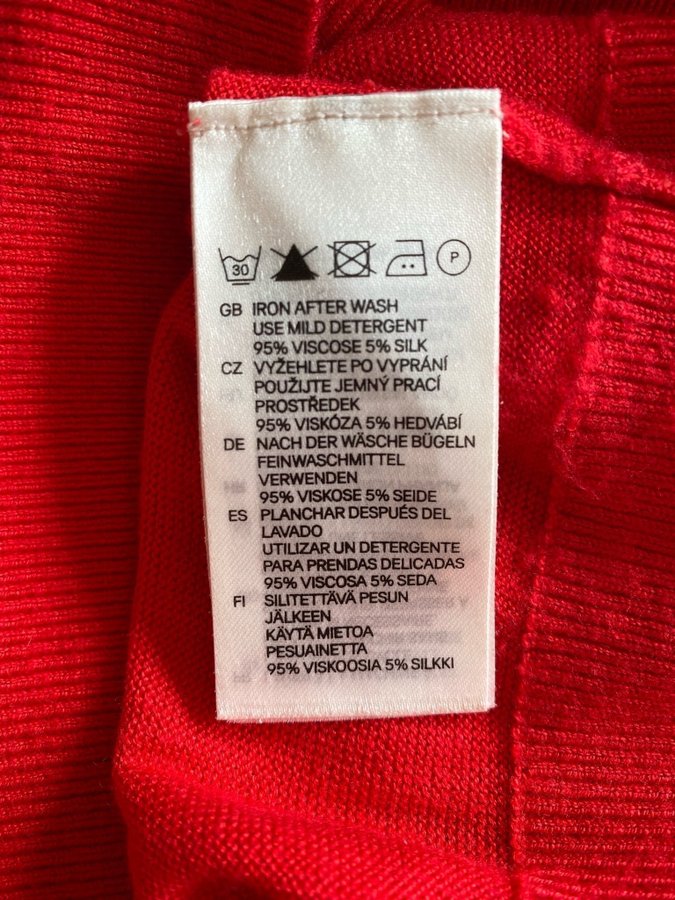 30 P
GB IRON AFTER WASH
USE MILD DETERGENT
95% VISCOSE 5% SILK
CZ VYŽEHLETE PO VYPRÁNÍ
POUŽIJTE JEMNÝ PRACÍ
PROSTŘEDEK
95% VISKÓZA 5% HEDVÁBÍ
DE NACH DER WÄSCHE BÜGELN
FEINWASCHMITTEL
VERWENDEN
95% VISKOSE 5% SEIDE
ES PLANCHAR DESPUÉS DEL
LAVADO
UTILIZAR UN DETERGENTE
PARA PRENDAS DELICADAS
95% VISCOSA 5% SEDA
FI SILITETTÄVÄ PESUN
JÄLKEEN
KÄYTÄ MIETOA
PESUAINETTA
95% VISKOOSIA 5% SILKKI